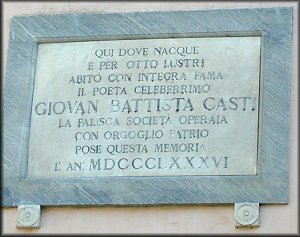 QUI DOVE NACQUE
E PER OTTO LUSTRI
ABITÒ CON INTEGRA FAMA
IL POETA CELEBERRIMO
GIOVAN BATTISTA CASTI
LA FALISCA SOCIETÀ OPERAIA
CON ORGOGLIO PATRIO
POSE QUESTA MEMORIA
L'AN. MDCCCLXXXVI